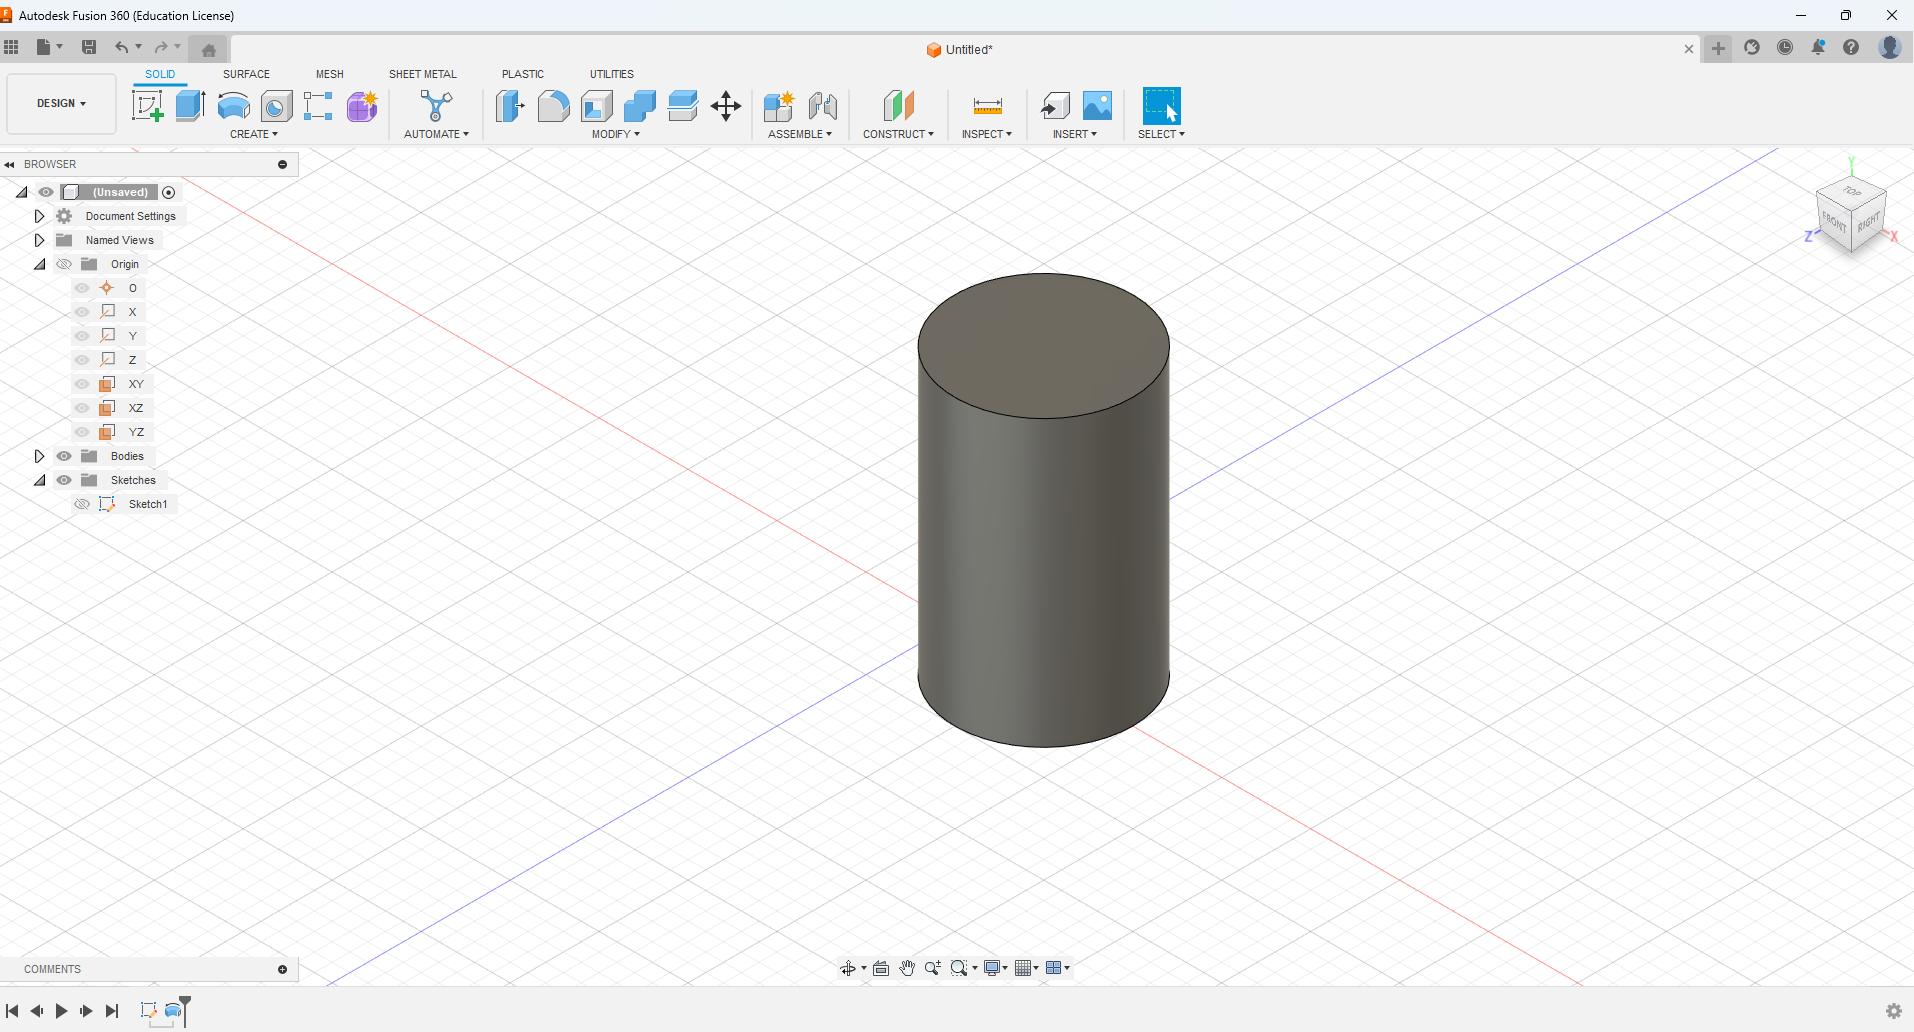 Autodesk Fusion 360 (Education License)
Untitled*
DESIGN
SOLID
SURFACE
MESH
SHEET METAL
PLASTIC
UTILITIES
CREATE
AUTOMATE
MODIFY
ASSEMBLE
CONSTRUCT
INSPECT
INSERT
SELECT
BROWSER
(Unsaved)
Document Settings
Named Views
Origin
O
X
Y
Z
XY
XZ
YZ
Bodies
Sketches
Sketch1
Y
TOP
FRONT
RIGHT
Z
X
COMMENTS